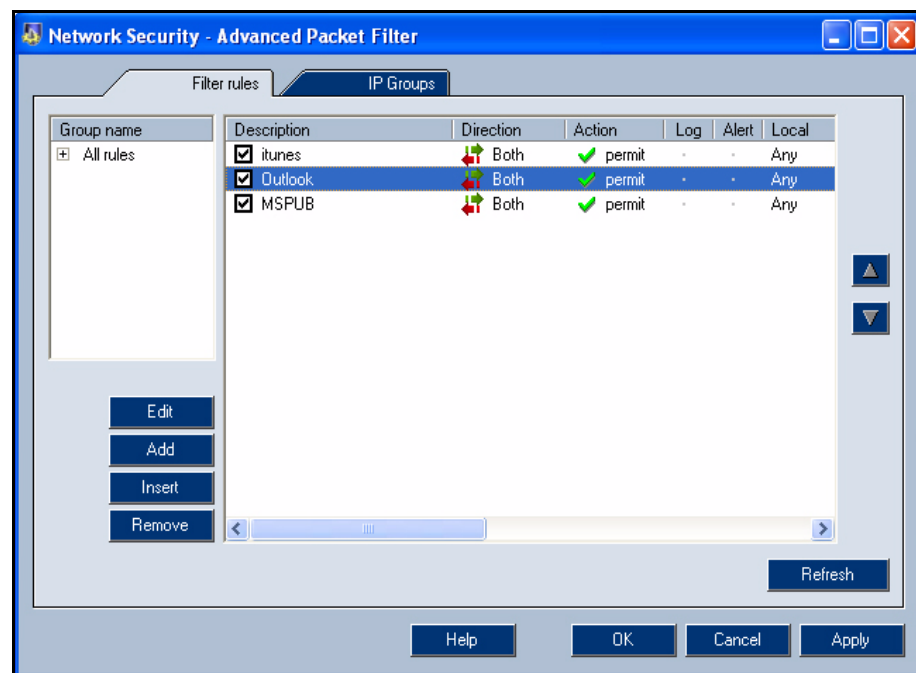 Network Security - Advanced Packet Filter
Filter rules IP Groups
Group name
All rules
Description Direction Action Log Alert Local
itunes Both permit Any
Outlook Both permit Any
MSPUB Both permit Any
Edit
Add
Insert
Remove
Refresh
Help OK Cancel Apply